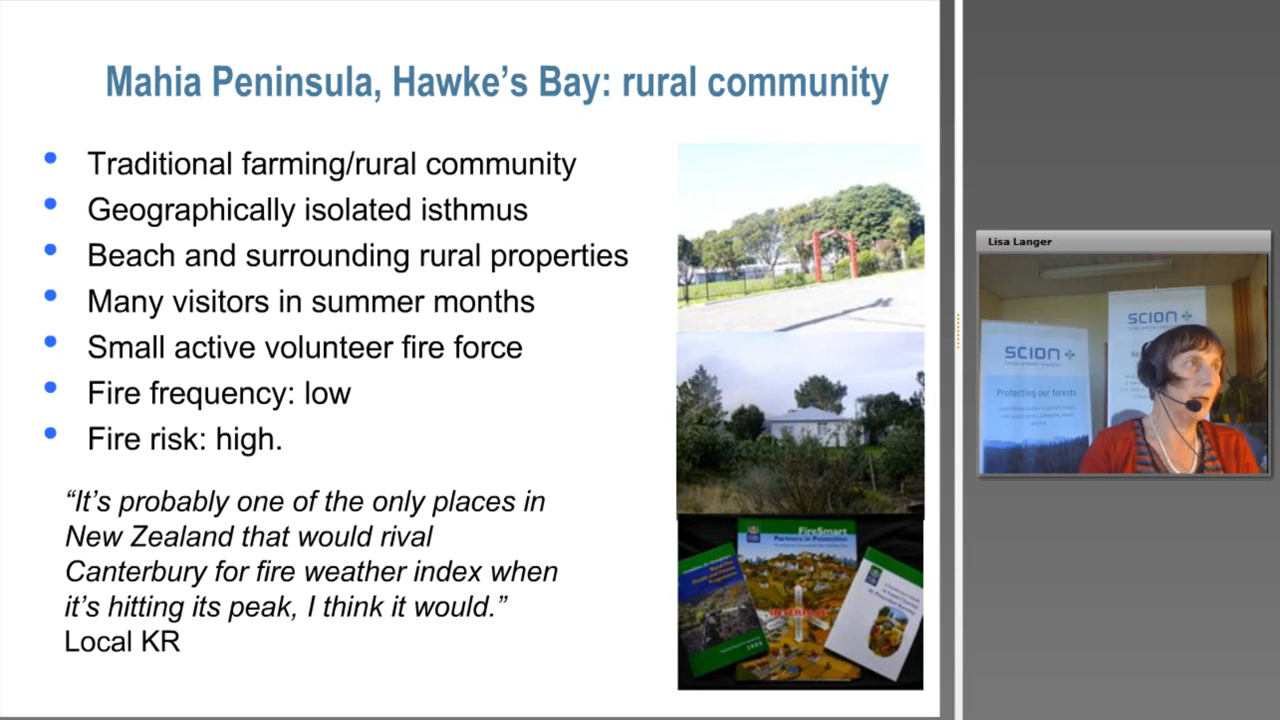 Mahia Peninsula, Hawke's Bay: rural community
Traditional farming/rural community
Geographically isolated isthmus
Beach and surrounding rural properties
Many visitors in summer months
Small active volunteer fire force
Fire frequency: low
Fire risk: high.
“It’s probably one of the only places in
New Zealand that would rival
Canterbury for fire weather index when
it’s hitting its peak, I think it would.”
Local KR
FireSmart
Partners in Protection
Lisa Langer
SCION
SCION
Protecting our forests